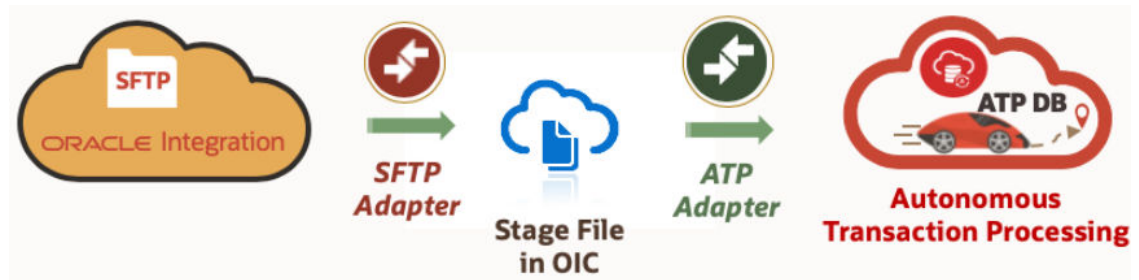 SFTP
ORACLE Integration
SFTP
Adapter
Stage File
in OIC
ATP
Adapter
ATP DB
Autonomous
Transaction Processing